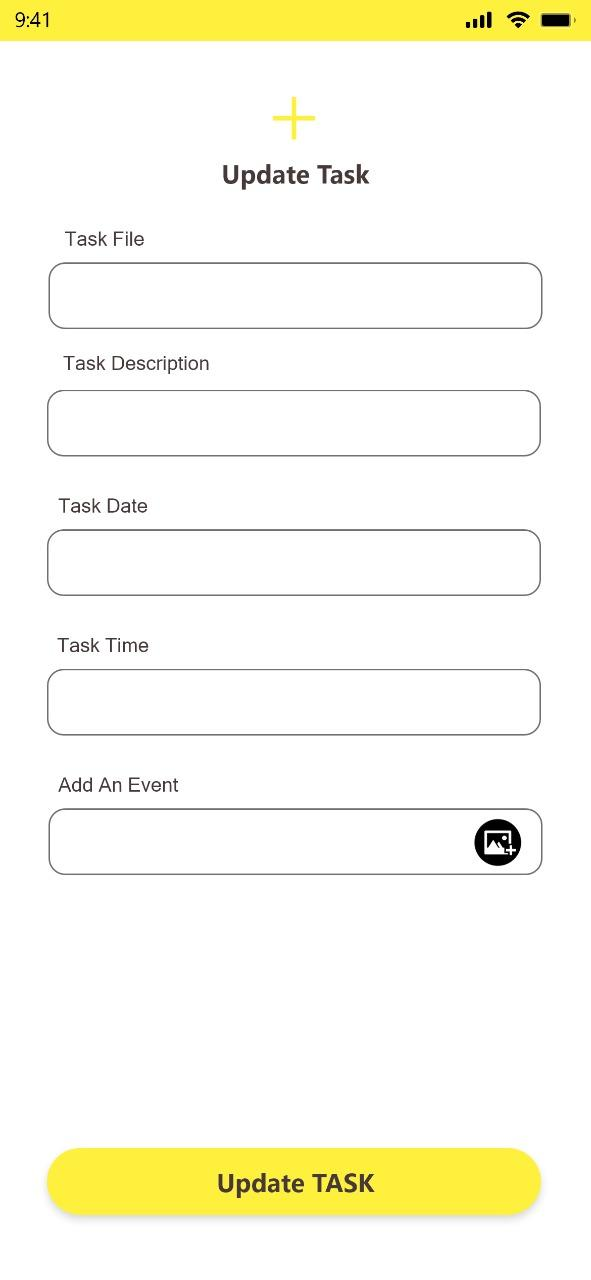 9:41
Update Task
Task File
Task Description
Task Date
Task Time
Add An Event
Update TASK